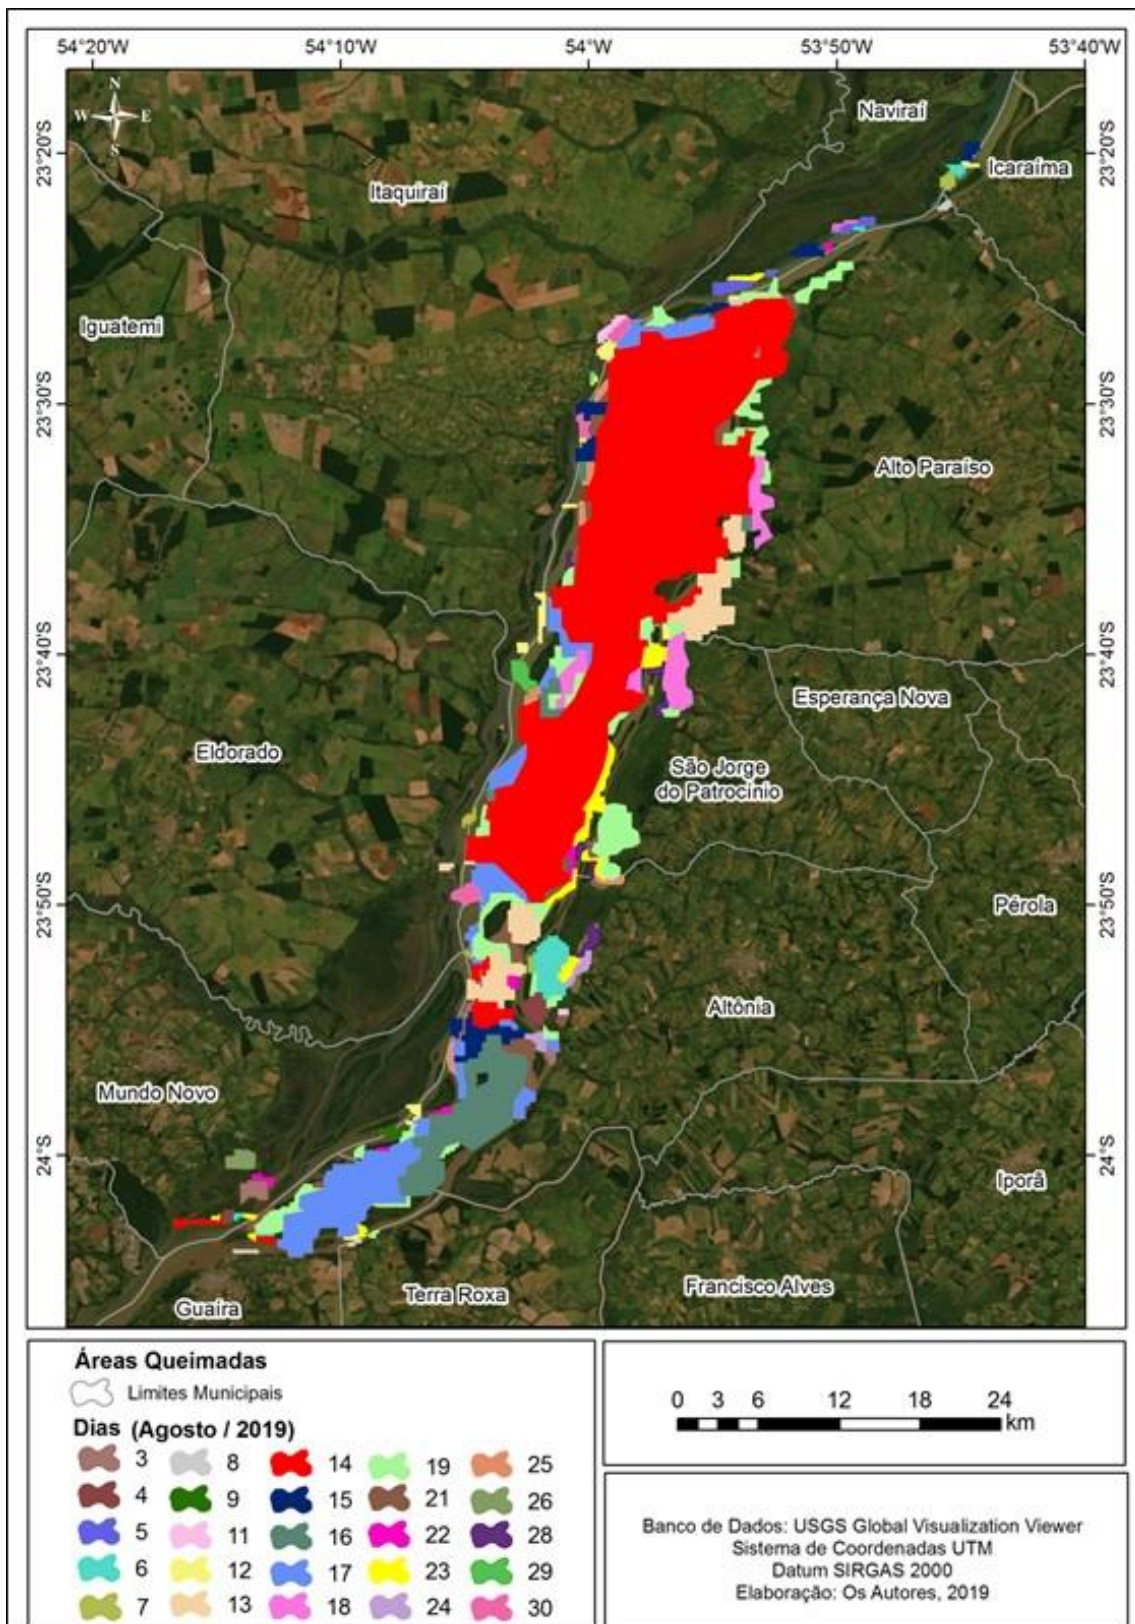 54°20'W 54°10'W 54°W 53°50'W 53°40'W
N
W E
S
Naviraí
23°20'S 23°20'S
Icaraíma
Itaquiraí
Iguatemi
23°30'S 23°30'S
Alto Paraíso
23°40'S 23°40'S
Esperança Nova
Eldorado
São Jorge
do Patrocínio
23°50'S 23°50'S
Pérola
Altônia
Mundo Novo
24°S 24°S
Iporã
Guaira
Terra Roxa
Francisco Alves
Áreas Queimadas
Limites Municipais
Dias (Agosto / 2019)
3 8 14 19 25
4 9 15 21 26
5 11 16 22 28
6 12 17 23 29
7 13 18 24 30
0 3 6 12 18 24
km
Banco de Dados: USGS Global Visualization Viewer
Sistema de Coordenadas UTM
Datum SIRGAS 2000
Elaboração: Os Autores, 2019